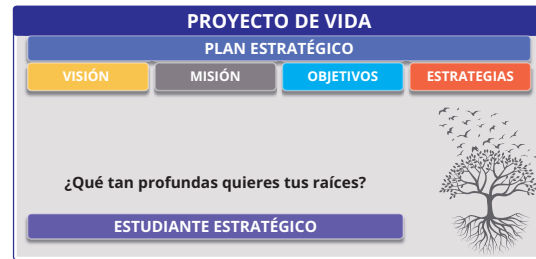 PROYECTO DE VIDA
PLAN ESTRATÉGICO
VISIÓN
MISIÓN
OBJETIVOS
ESTRATEGIAS
¿Qué tan profundas quieres tus raíces?
ESTUDIANTE ESTRATÉGICO